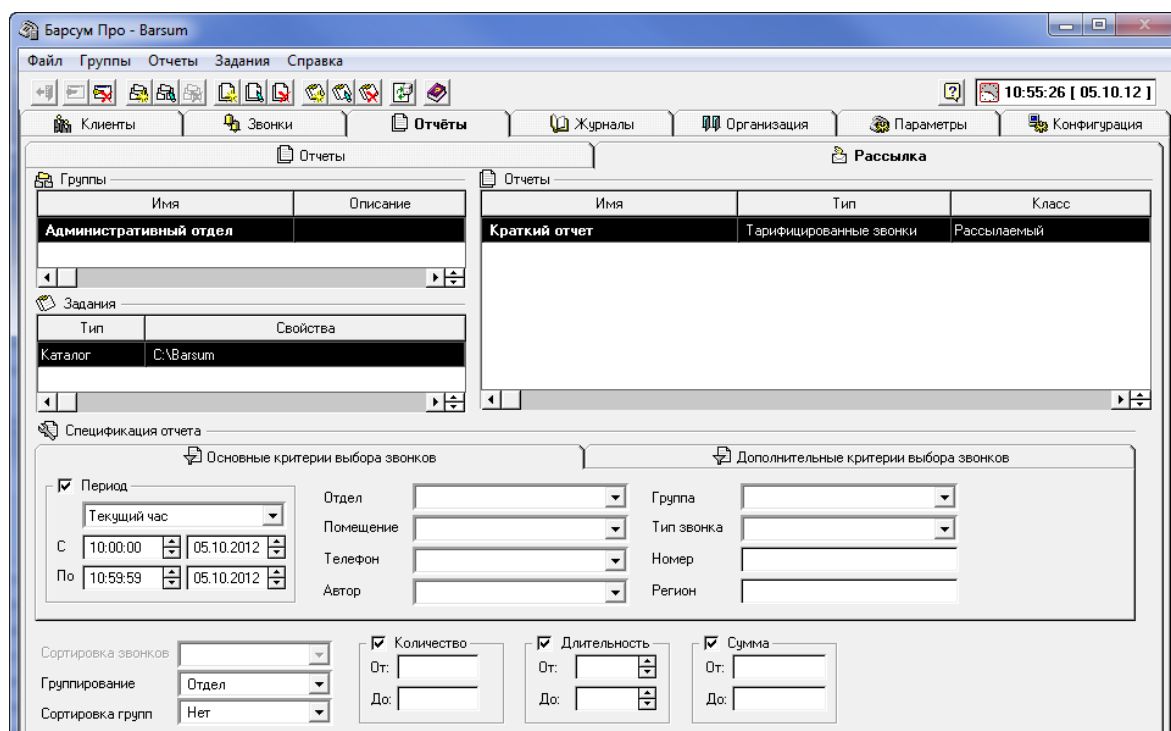 Барсум Про - Barsum
Файл Группы Отчеты Задания Справка
10:55:26 [ 05.10.12 ]
Клиенты Звонки Отчёты Журналы Организация Параметры Конфигурация
Отчеты Рассылка
Группы
Имя Описание
Административный отдел
Задания
Тип Свойства
Каталог C:\Barsum
Отчеты
Имя Тип Класс
Краткий отчет Тарифицированные звонки Рассылаемый
Спецификация отчета
Основные критерии выбора звонков Дополнительные критерии выбора звонков
Период
Текущий час
С 10:00:00 05.10.2012
По 10:59:59 05.10.2012
Отдел
Помещение
Телефон
Автор
Группа
Тип звонка
Номер
Регион
Сортировка звонков
Группирование Отдел
Сортировка групп Нет
Количество
От:
До:
Длительность
От:
До:
Сумма
От:
До: